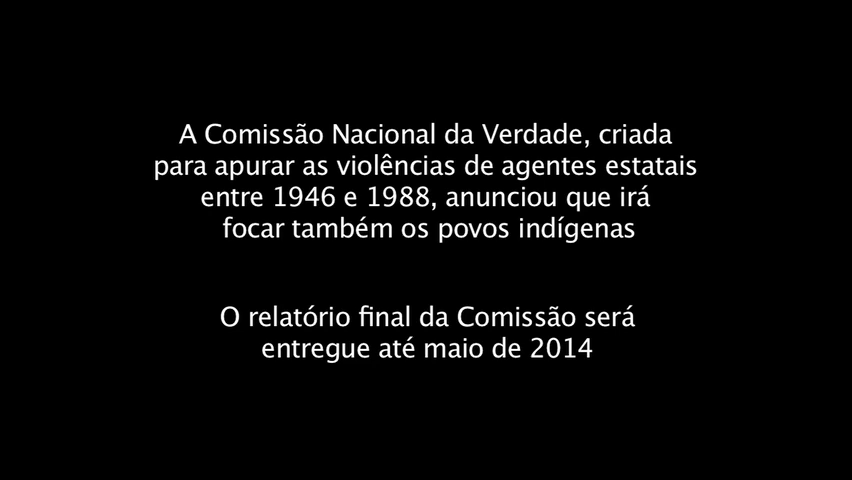 A Comissão Nacional da Verdade, criada
para apurar as violências de agentes estatais
entre 1946 e 1988, anunciou que irá
focar também os povos indígenas
O relatório final da Comissão será
entregue até maio de 2014